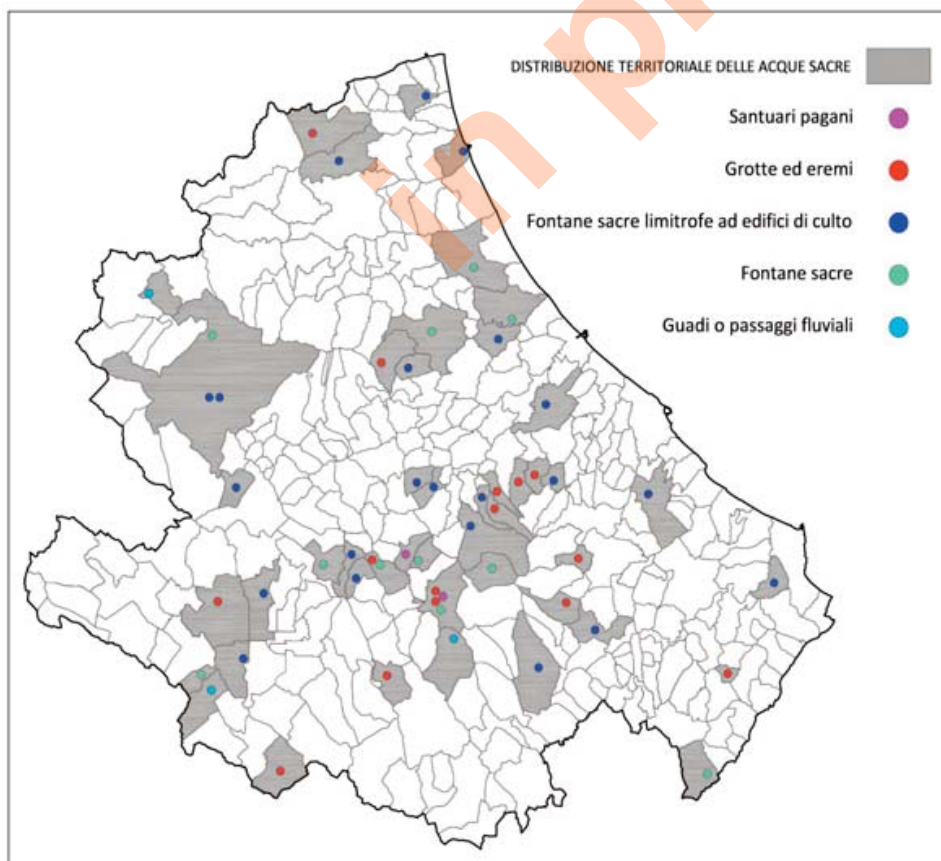 in p
DISTRIBUZIONE TERRITORIALE DELLE ACQUE SACRE
Santuari pagani
Grotte ed eremi
Fontane sacre limitrofe ad edifici di culto
Fontane sacre
Guadi o passaggi fluviali